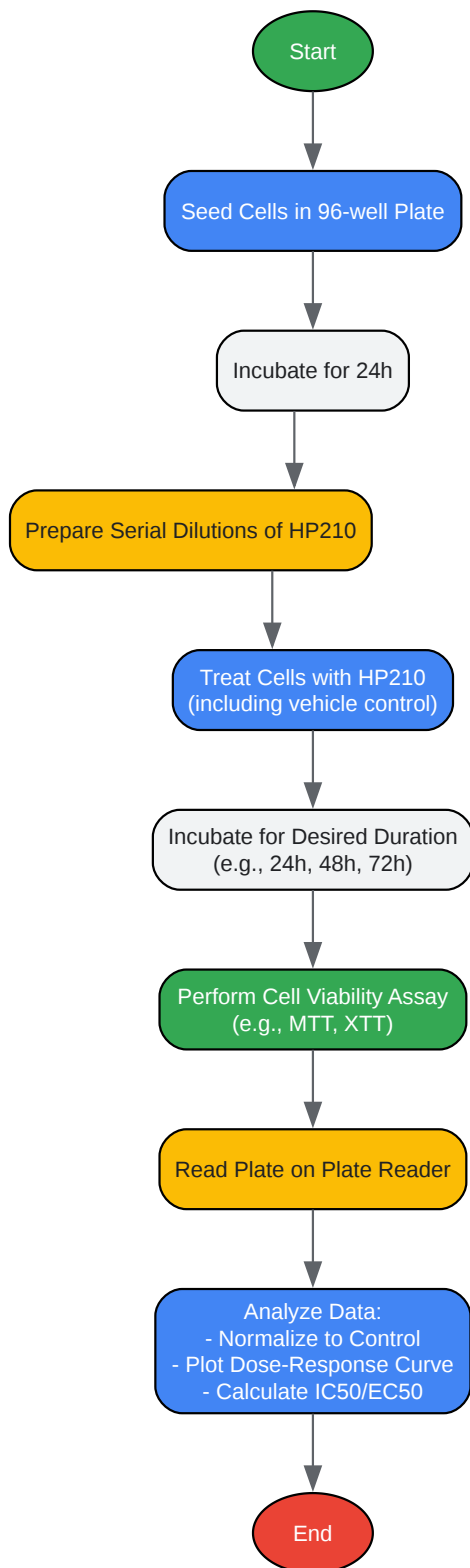 Start
Seed Cells in 96-well Plate
Incubate for 24h
Prepare Serial Dilutions of HP210
Treat Cells with HP210
(including vehicle control)
Incubate for Desired Duration
(e.g., 24h, 48h, 72h)
Perform Cell Viability Assay
(e.g., MTT, XTT)
Read Plate on Plate Reader
Analyze Data:
- Normalize to Control
- Plot Dose-Response Curve
- Calculate IC50/EC50
End